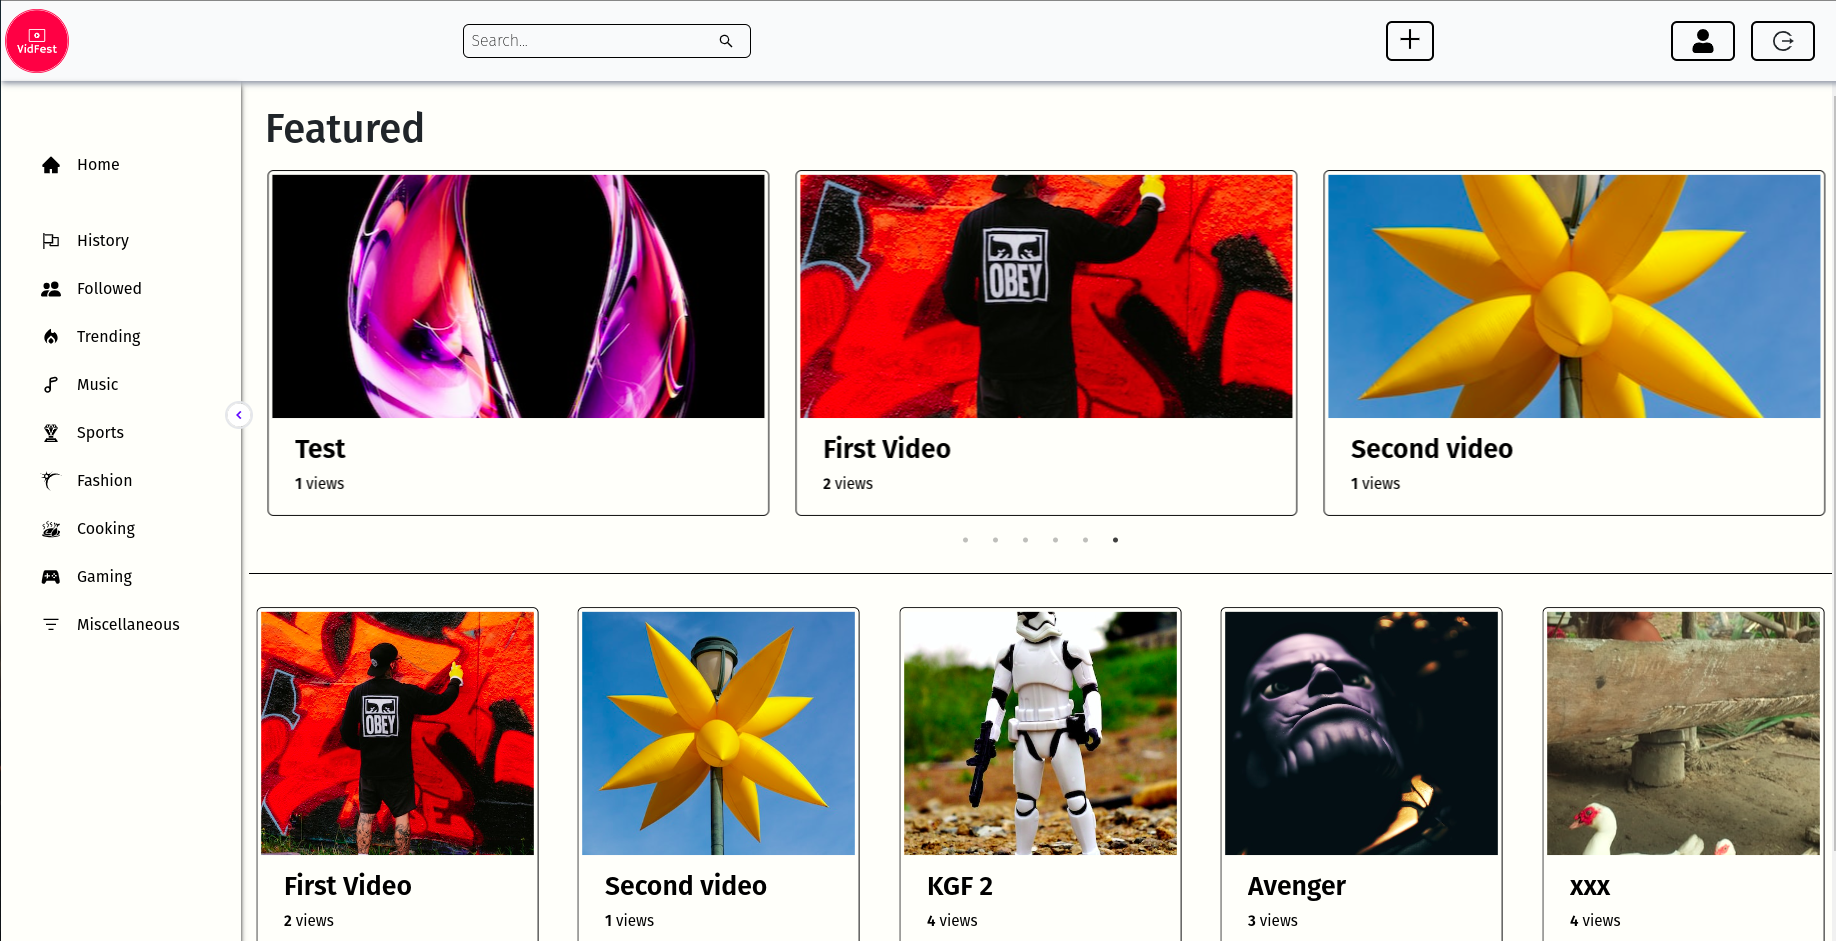 VidFest
Search...
Home
History
Followed
Trending
Music
Sports
Fashion
Cooking
Gaming
Miscellaneous
Featured
OBEY
Test
1 views
First Video
2 views
Second video
1 views
OBEY
First Video
2 views
Second video
1 views
KGF 2
4 views
Avenger
3 views
xxx
4 views